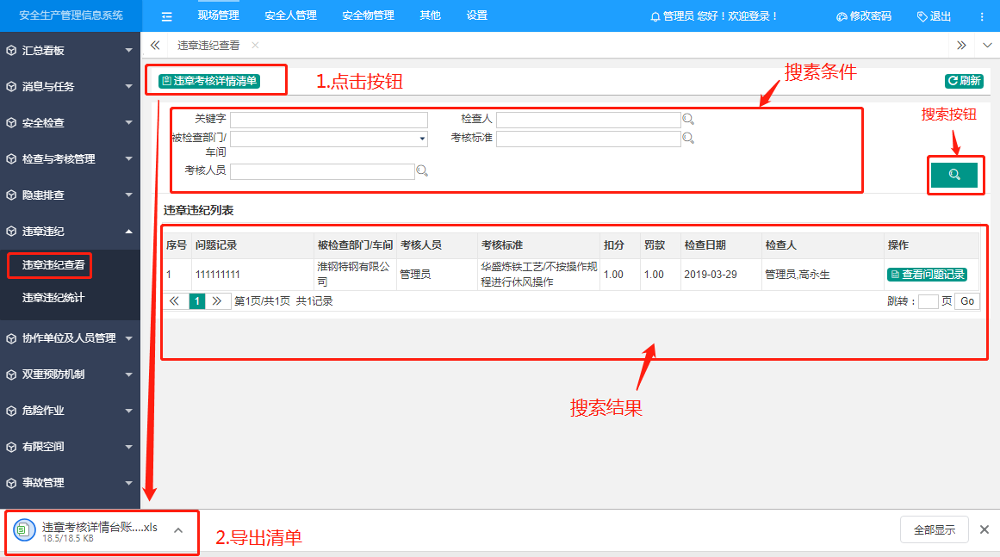 安全生产管理信息系统
现场管理 安全人管理 安全物管理 其他 设置
管理员 您好！欢迎登录！
修改密码 退出
汇总看板
消息与任务
安全检查
检查与考核管理
隐患排查
违章违纪
违章违纪查看
违章违纪统计
协作单位及人员管理
双重预防机制
危险作业
有限空间
事故管理
违章违纪查看
违章考核详情清单
1.点击按钮
搜素条件
刷新
关键字
检查人
搜索按钮
被检查部门/
车间
考核标准
考核人员
违章违纪列表
序号 问题记录 被检查部门/车间 考核人员 考核标准 扣分 罚款 检查日期 检查人 操作
1 111111111 淮钢特钢有限公
司 管理员 华盛炼铁工艺/不按操作规
程进行休风操作 1.00 1.00 2019-03-29 管理员,高永生 查看问题记录
1 第1页/共1页 共1记录
跳转： 页 Go
搜索结果
违章考核详情台账....xls
18.5/18.5 KB
2.导出清单
全部显示